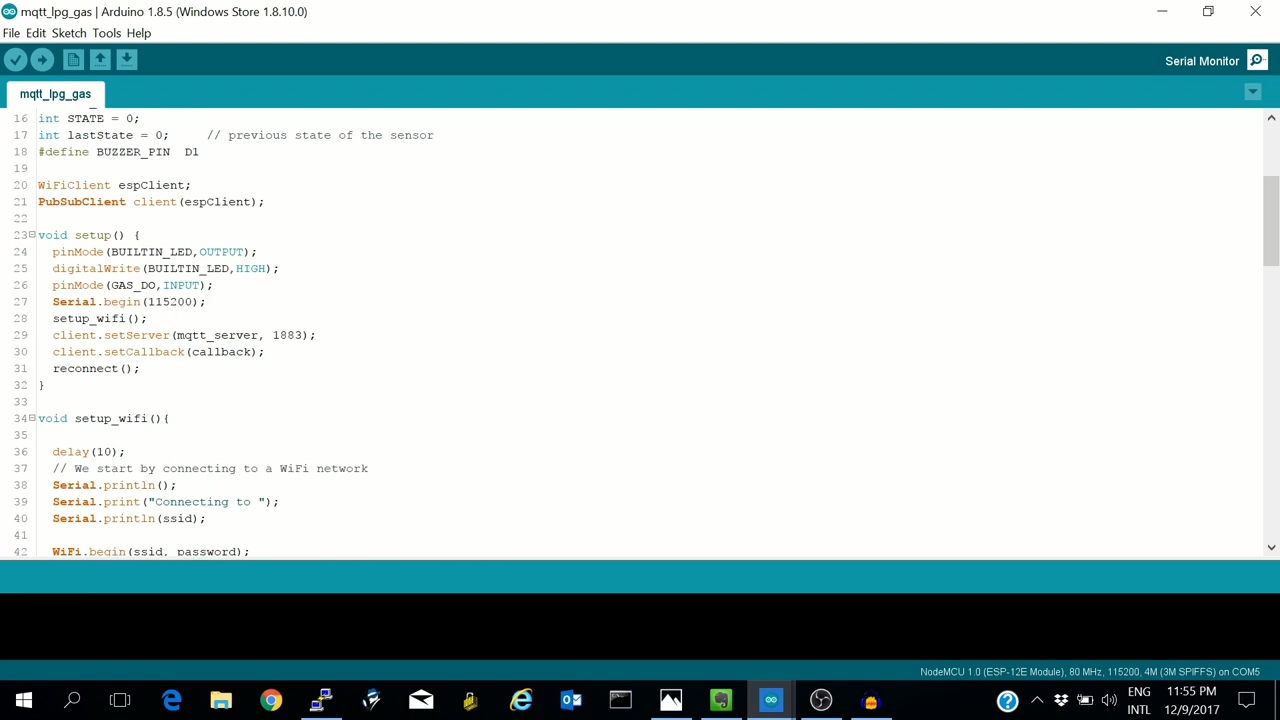 mqtt_lpg_gas | Arduino 1.8.5 (Windows Store 1.8.10.0)
File Edit Sketch Tools Help
Serial Monitor
mqtt_lpg_gas
16 int STATE = 0;
17 int lastState = 0;     // previous state of the sensor
18 #define BUZZER_PIN  D1
19
20 WiFiClient espClient;
21 PubSubClient client(espClient);
22
23 void setup() {
24   pinMode(BUILTIN_LED,OUTPUT);
25   digitalWrite(BUILTIN_LED,HIGH);
26   pinMode(GAS_DO,INPUT);
27   Serial.begin(115200);
28   setup_wifi();
29   client.setServer(mqtt_server, 1883);
30   client.setCallback(callback);
31   reconnect();
32 }
33
34 void setup_wifi(){
35
36   delay(10);
37   // We start by connecting to a WiFi network
38   Serial.println();
39   Serial.print("Connecting to ");
40   Serial.println(ssid);
41
42   WiFi.begin(ssid, password);
NodeMCU 1.0 (ESP-12E Module), 80 MHz, 115200, 4M (3M SPIFFS) on COM5
ENG
INTL
11:55 PM
12/9/2017